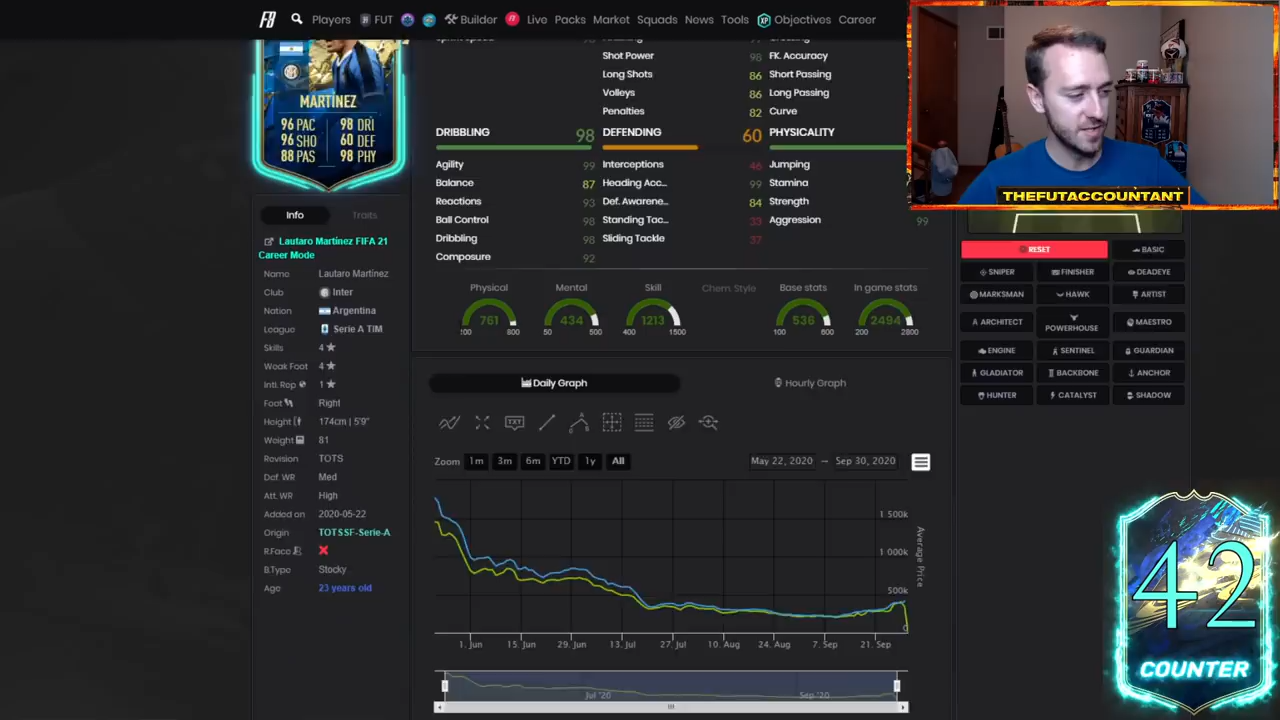 Players FUT Builder Live Packs Market Squads News Tools XP Objectives Career
MARTÍNEZ
96 PAC 98 DRI
96 SHO 60 DEF
88 PAS 98 PHY
Shot Power 98 FK. Accuracy
Long Shots 86 Short Passing
Volleys 86 Long Passing
Penalties 82 Curve
DRIBBLING 98 DEFENDING 60 PHYSICALITY
Agility 99 Interceptions 46 Jumping
Balance 87 Heading Acc... 99 Stamina
Reactions 93 Def. Awarene... 84 Strength
Ball Control 98 Standing Tac... 33 Aggression 99
Dribbling 98 Sliding Tackle 37
Composure 92
Physical Mental Skill Chem Style Base stats In game stats
761 434 1213 536 2494
200 800 50 500 400 1500 100 600 200 2800
Info Traits
Lautaro Martínez FIFA 21
Career Mode
Name Lautaro Martínez
Club Inter
Nation Argentina
League Serie A TIM
Skills 4★
Weak Foot 4★
Intl. Rep 1★
Foot Right
Height 174cm | 5'9"
Weight 81
Revision TOTS
Def. WR Med
Att. WR High
Added on 2020-05-22
Origin TOTSSF-Serie-A
R.Face
B.Type Stocky
Age 23 years old
Daily Graph Hourly Graph
TXT
Zoom 1m 3m 6m YTD 1y All May 22, 2020 → Sep 30, 2020
1 500k
1 000k
500k
0
Average Price
1. Jun 15. Jun 29. Jun 13. Jul 27. Jul 10. Aug 24. Aug 7. Sep 21. Sep
Jul '20 Sep '20
THEFUTACCOUNTANT
RESET BASIC
SNIPER FINISHER DEADEYE
MARKSMAN HAWK ARTIST
ARCHITECT POWERHOUSE MAESTRO
ENGINE SENTINEL GUARDIAN
GLADIATOR BACKBONE ANCHOR
HUNTER CATALYST SHADOW
42
COUNTER